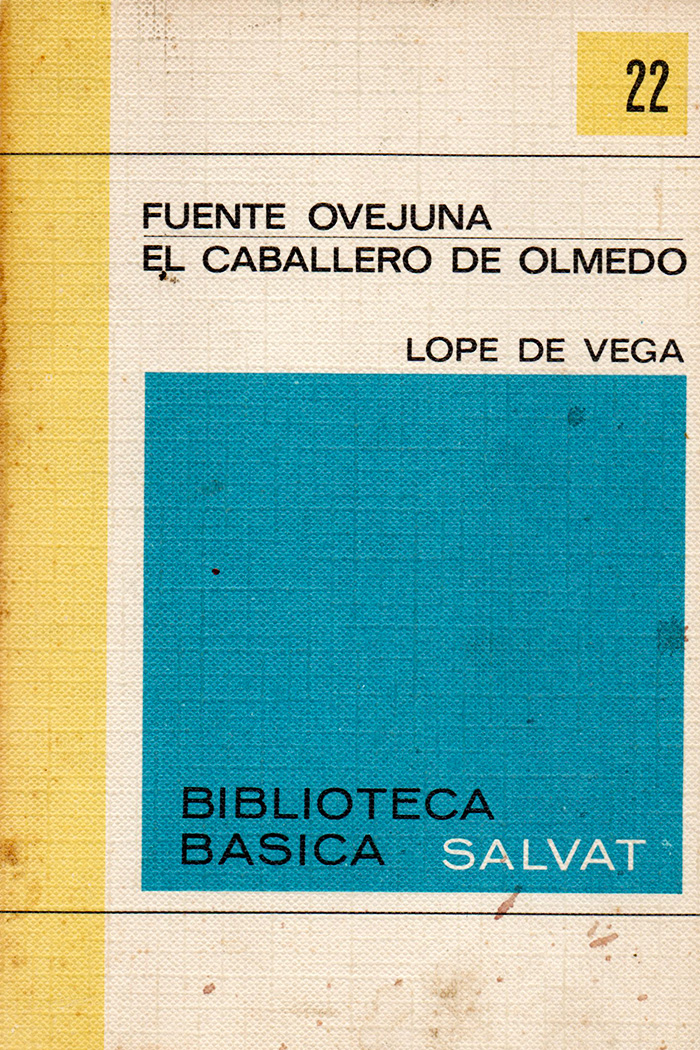 22
FUENTE OVEJUNA
EL CABALLERO DE OLMEDO
LOPE DE VEGA
BIBLIOTECA
BASICA SALVAT